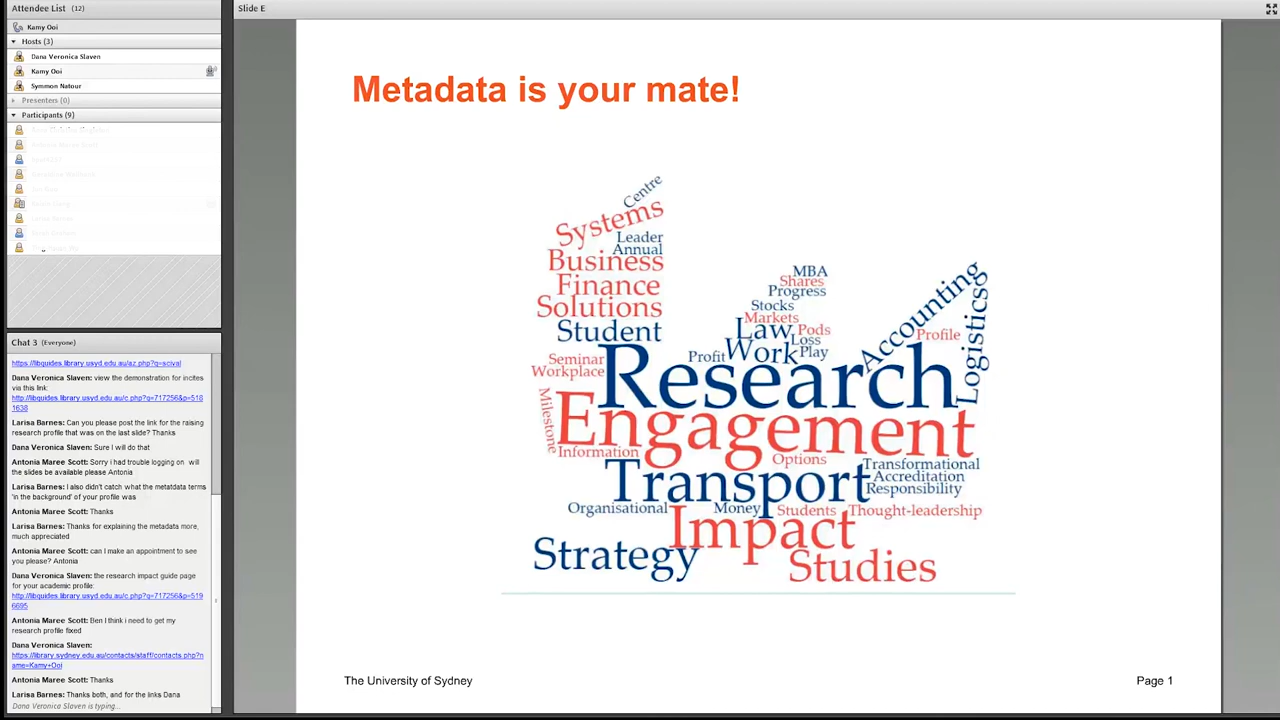 Attendee List (12)
Kamy Ooi
Hosts (3)
Dana Veronica Slaven
Kamy Ooi
Symmon Natour
Presenters (0)
Participants (9)
Chat 3 (Everyone)
https://libguides.library.usyd.edu.au/az.php?q=scival
Dana Veronica Slaven: view the demonstration for incites
via this link:
http://libguides.library.usyd.edu.au/c.php?g=717256&p=518
1638
Larisa Barnes: Can you please post the link for the raising
research profile that was on the last slide? Thanks
Dana Veronica Slaven: Sure I will do that
Antonia Maree Scott: Sorry i had trouble logging on will
the slides be available please Antonia
Larisa Barnes: I also didn't catch what the metatdata terms
'in the background' of your profile was
Antonia Maree Scott: Thanks
Larisa Barnes: Thanks for explaining the metadata more,
much appreciated
Antonia Maree Scott: can I make an appointment to see
you please? Antonia
Dana Veronica Slaven: the research impact guide page
for your academic profile:
http://libguides.library.usyd.edu.au/c.php?g=717256&p=519
6695
Antonia Maree Scott: Ben I think i need to get my
research profile fixed
Dana Veronica Slaven:
https://library.sydney.edu.au/contacts/staff/contacts.php?n
ame=Kamy+Ooi
Antonia Maree Scott: Thanks
Larisa Barnes: Thanks both, and for the links Dana
Dana Veronica Slaven is typing...
Slide E
Metadata is your mate!
Centre
Systems
Leader
Annual
Business
Finance
Solutions
Student
Seminar
Workplace
Milestone
MBA
Shares
Progress
Stocks
Markets
Law
Pods
Loss
Play
Profit
Work
Accounting
Profile
Logistics
Research
Engagement
Information
Options
Transport
Transformational
Accreditation
Responsibility
Organisational
Money
Students
Thought-leadership
Impact
Strategy
Studies
The University of Sydney
Page 1